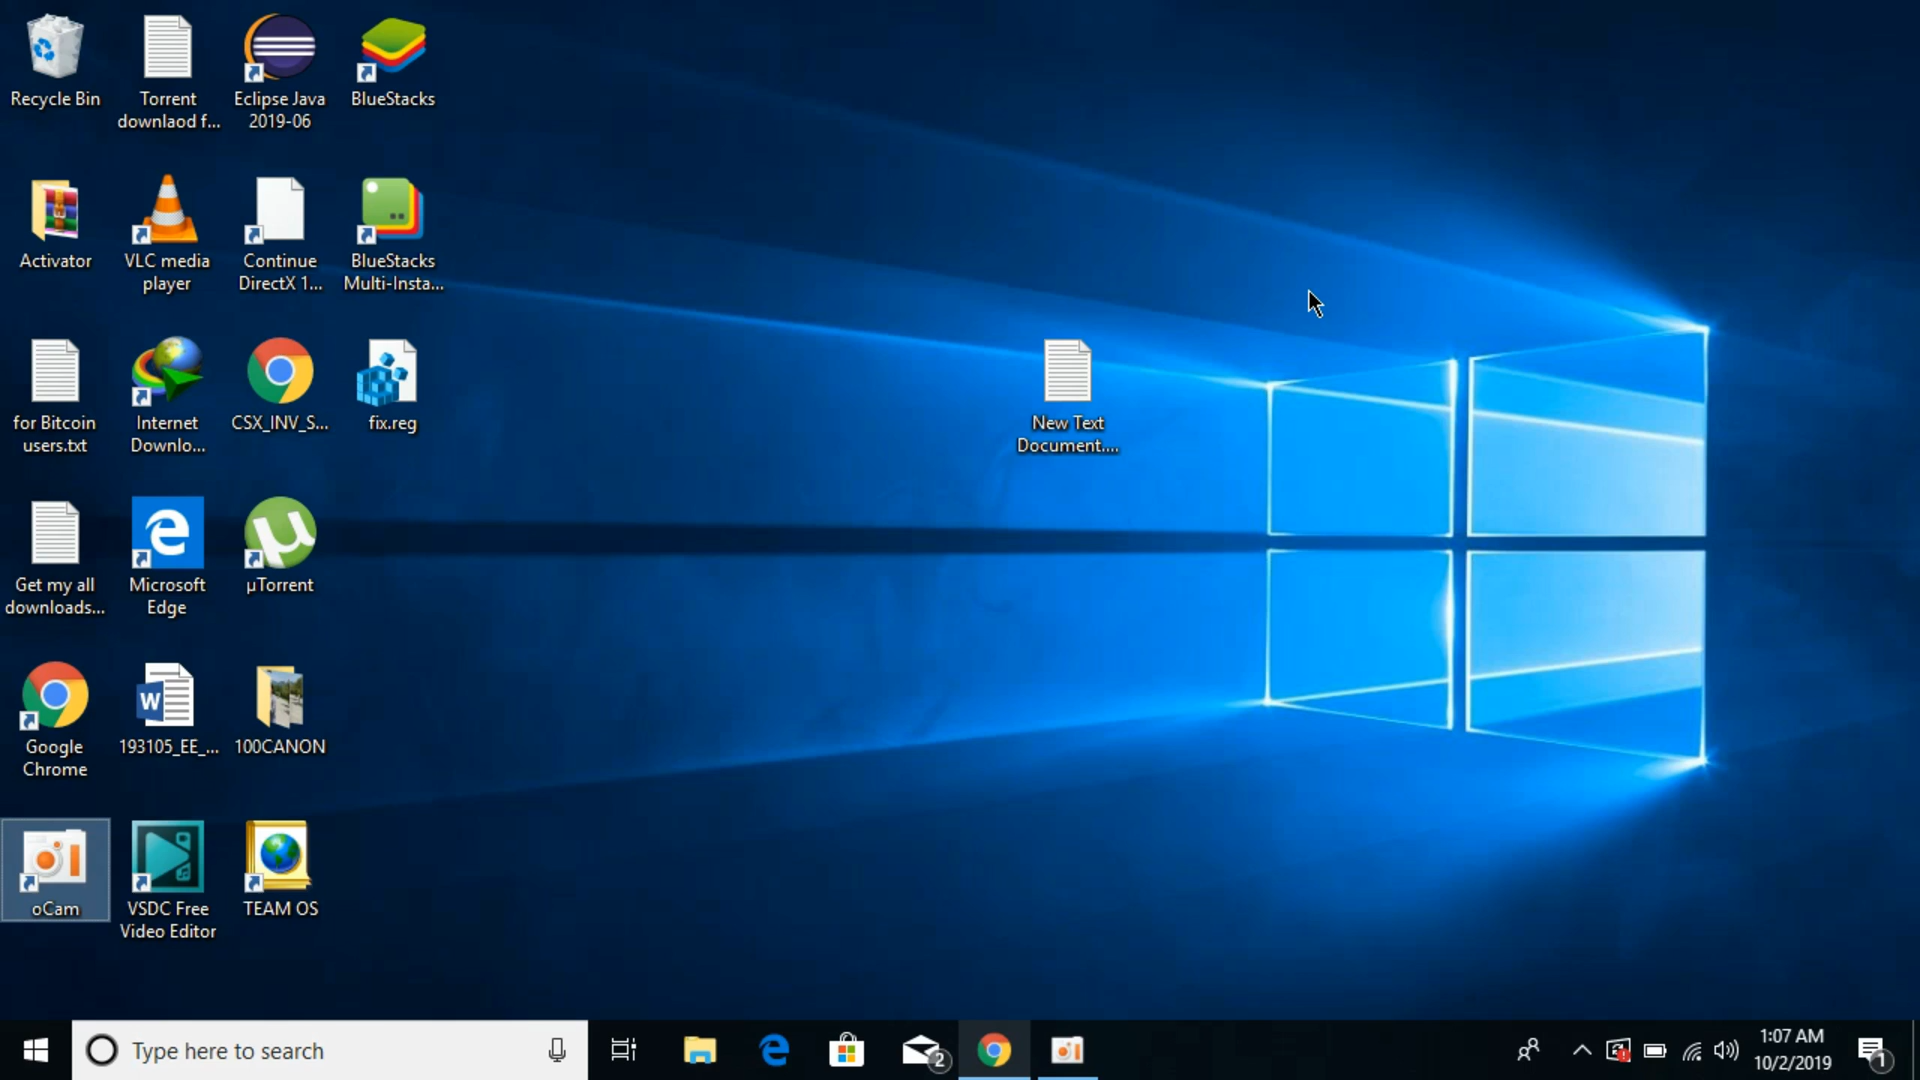 Recycle Bin
Torrent
downlaod f...
Eclipse Java
2019-06
BlueStacks
Activator
VLC media
player
Continue
DirectX 1...
BlueStacks
Multi-Insta...
for Bitcoin
users.txt
Internet
Downlo...
CSX_INV_S...
fix.reg
New Text
Document....
Get my all
downloads...
Microsoft
Edge
µTorrent
Google
Chrome
193105_EE_...
100CANON
oCam
VSDC Free
Video Editor
TEAM OS
Type here to search
2
1:07 AM
10/2/2019
1